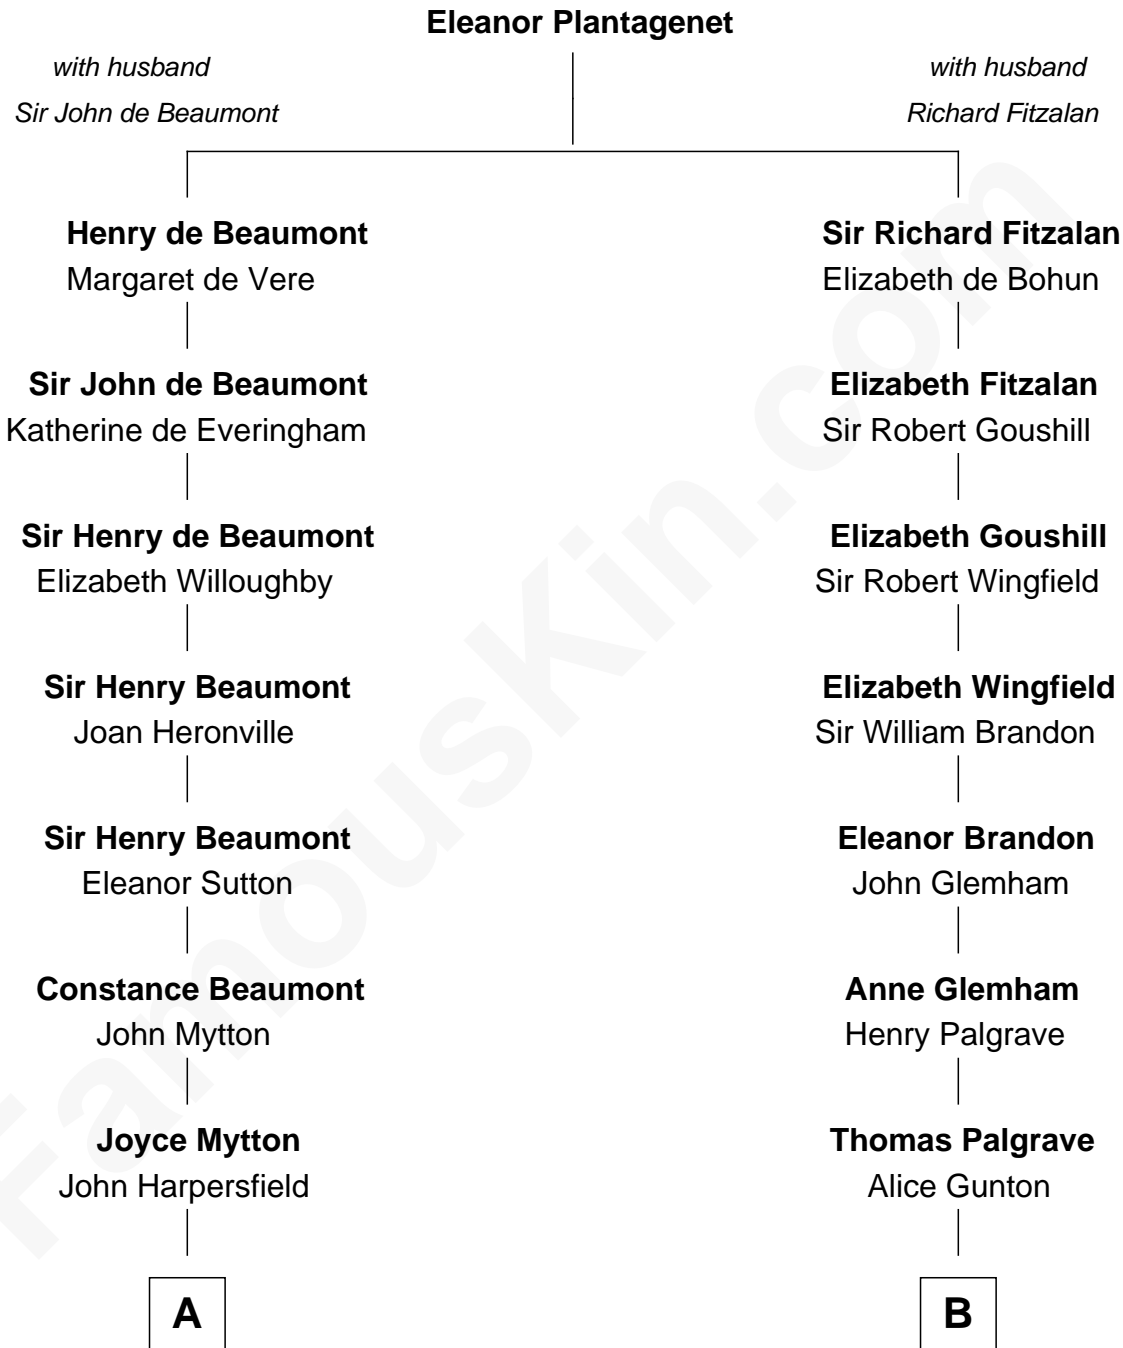 Eleanor Plantagenet
with husband
Sir John de Beaumont
with husband
Richard Fitzalan
Henry de Beaumont
Margaret de Vere
Sir Richard Fitzalan
Elizabeth de Bohun
Sir John de Beaumont
Katherine de Everingham
Elizabeth Fitzalan
Sir Robert Goushill
Sir Henry de Beaumont
Elizabeth Willoughby
Elizabeth Goushill
Sir Robert Wingfield
Sir Henry Beaumont
Joan Heronville
Elizabeth Wingfield
Sir William Brandon
Sir Henry Beaumont
Eleanor Sutton
Eleanor Brandon
John Glemham
Constance Beaumont
John Mytton
Anne Glemham
Henry Palgrave
Joyce Mytton
John Harpersfield
Thomas Palgrave
Alice Gunton
A
B
FamousKin.com